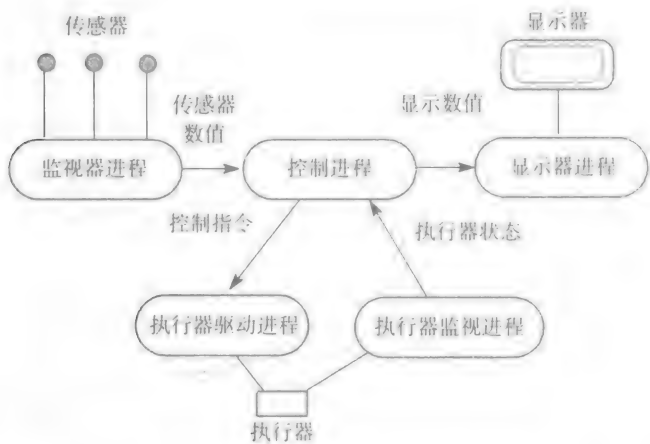 传感器
显示器
传感器
数值
显示数值
监视器进程
控制进程
显示器进程
控制指令
执行器状态
执行器驱动进程
执行器监视进程
执行器